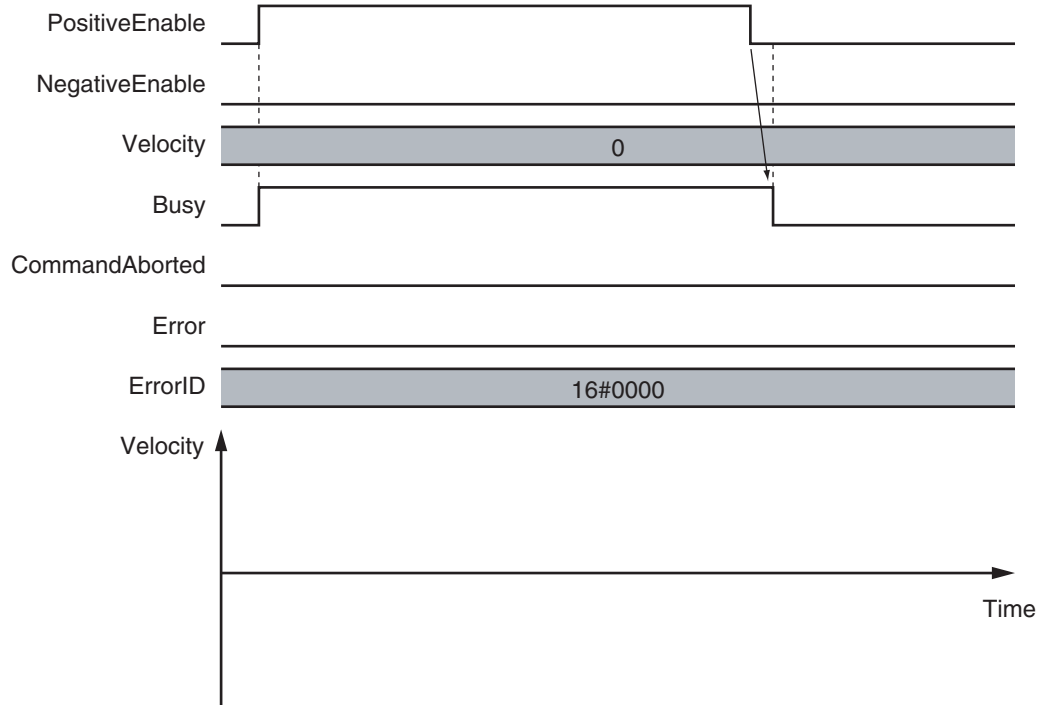 PositiveEnable
NegativeEnable
Velocity
0
Busy
CommandAborted
Error
ErrorID
16#0000
Velocity
Time